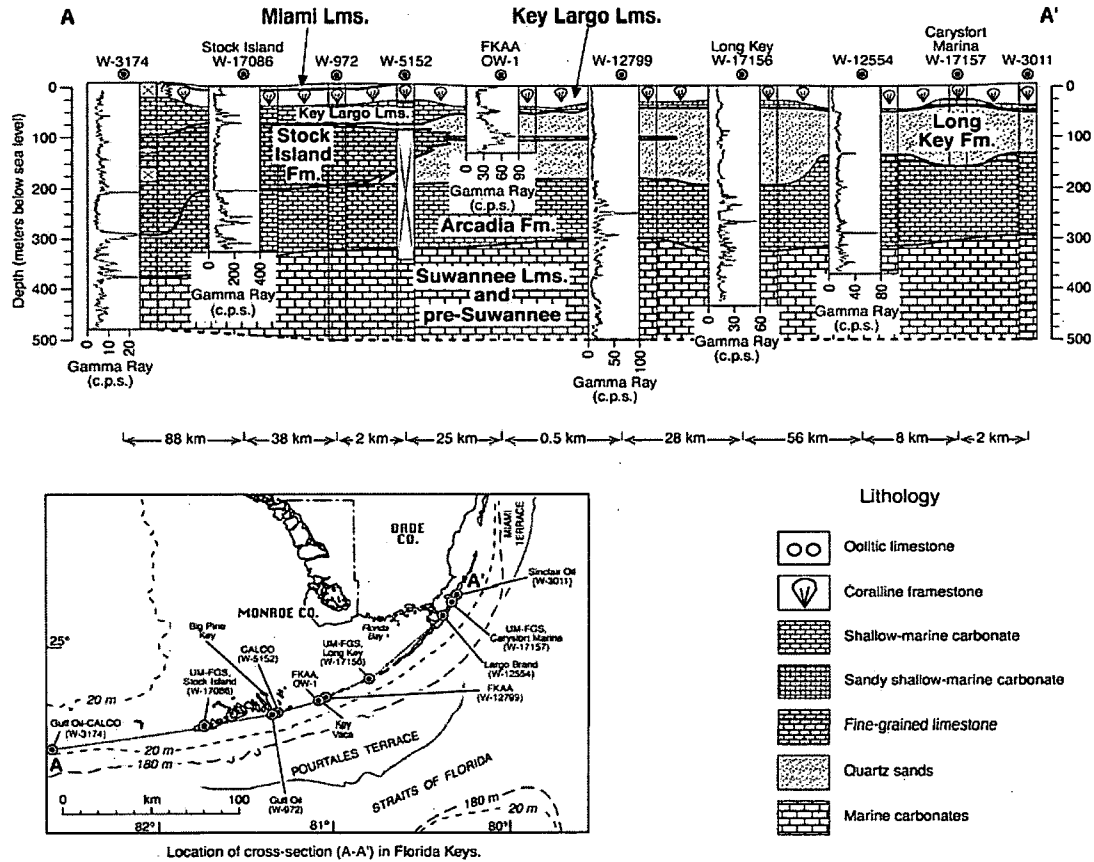 A
Miami Lms.
Key Largo Lms.
A'
W-3174
Stock Island
W-17086
W-972
W-5152
FKAA
OW-1
W-12799
Long Key
W-17156
W-12554
Carysfort
Marina
W-17157
W-3011
Depth (meters below sea level)
0
100
200
300
400
500
Key Largo Lms.
Stock
Island
Fm.
Long
Key Fm.
Arcadia Fm.
Suwannee Lms.
and
pre-Suwannee
0 10 20
Gamma Ray
(c.p.s.)
0 200 400
Gamma Ray
(c.p.s.)
0 30 60 90
Gamma Ray
(c.p.s.)
0 50 100
Gamma Ray
(c.p.s.)
0 30 60
Gamma Ray
(c.p.s.)
0 40 80
Gamma Ray
(c.p.s.)
0
100
200
300
400
500
88 km 38 km 2 km 25 km 0.5 km 28 km 56 km 8 km 2 km
DADE
CO.
MONROE CO.
MIAMI
TERRACE
A'
Sinclair Oil
(W-3011)
Florida
Bay
UM-FGS,
Carysfort Marine
(W-17157)
Largo Brand
(W-12554)
FKAA
(W-12799)
25°
Big Pine
Key
CALCO
(W-5152)
UM-FGS,
Long Key
(W-17156)
UM-FGS,
Stock Island
(W-17086)
FKAA,
OW-1
Key
Vaca
20 m
Gulf Oil-CALCO
(W-3174)
A
20 m
180 m
POURTALES TERRACE
STRAITS OF FLORIDA
180 m
20 m
0 km 100
Gulf Oil
(W-972)
82° 81° 80°
Location of cross-section (A-A') in Florida Keys.
Lithology
Oolitic limestone
Coralline framestone
Shallow-marine carbonate
Sandy shallow-marine carbonate
Fine-grained limestone
Quartz sands
Marine carbonates